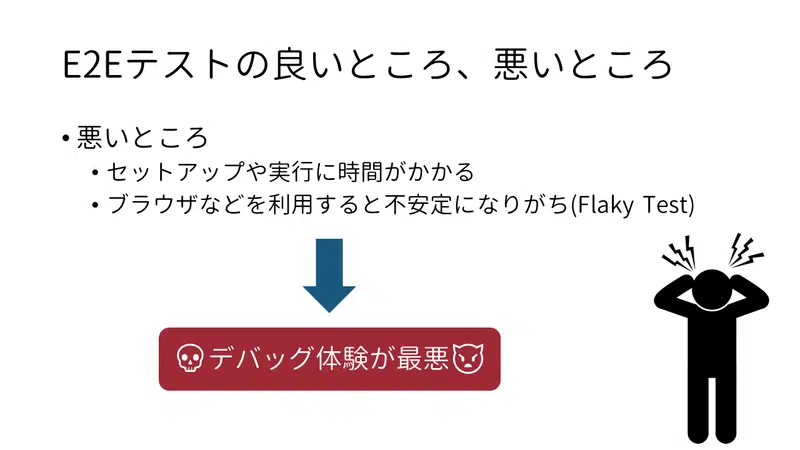 E2Eテストの良いところ、悪いところ
• 悪いところ
• セットアップや実行に時間がかかる
• ブラウザなどを利用すると不安定になりがち(Flaky Test)
💀デバッグ体験が最悪👿